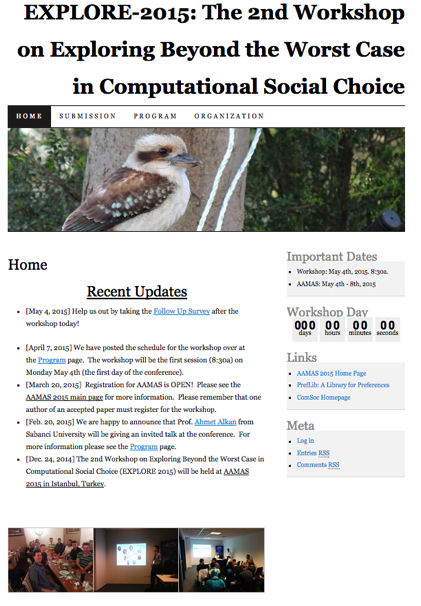 EXPLORE-2015: The 2nd Workshop
on Exploring Beyond the Worst Case
in Computational Social Choice
HOME SUBMISSION PROGRAM ORGANIZATION
Home
Recent Updates
[May 4, 2015] Help us out by taking the Follow Up Survey after the
workshop today!
[April 7, 2015] We have posted the schedule for the workshop over at
the Program page. The workshop will be the first session (8:30a) on
Monday May 4th (the first day of the conference).
[March 20, 2015] Registration for AAMAS is OPEN! Please see the
AAMAS 2015 main page for more information. Please remember that one
author of an accepted paper must register for the workshop.
[Feb. 20, 2015] We are happy to announce that Prof. Ahmet Alkan from
Sabanci University will be giving an invited talk at the conference. For
more information please see the Program page.
[Dec. 24, 2014] The 2nd Workshop on Exploring Beyond the Worst Case in
Computational Social Choice (EXPLORE 2015) will be held at AAMAS
2015 in Istanbul, Turkey.
Important Dates
Workshop: May 4th, 2015. 8:30a.
AAMAS: May 4th - 8th, 2015
Workshop Day
000 00 00 00
days hours minutes seconds
Links
AAMAS 2015 Home Page
PrefLib: A Library for Preferences
ComSoc Homepage
Meta
Log in
Entries RSS
Comments RSS